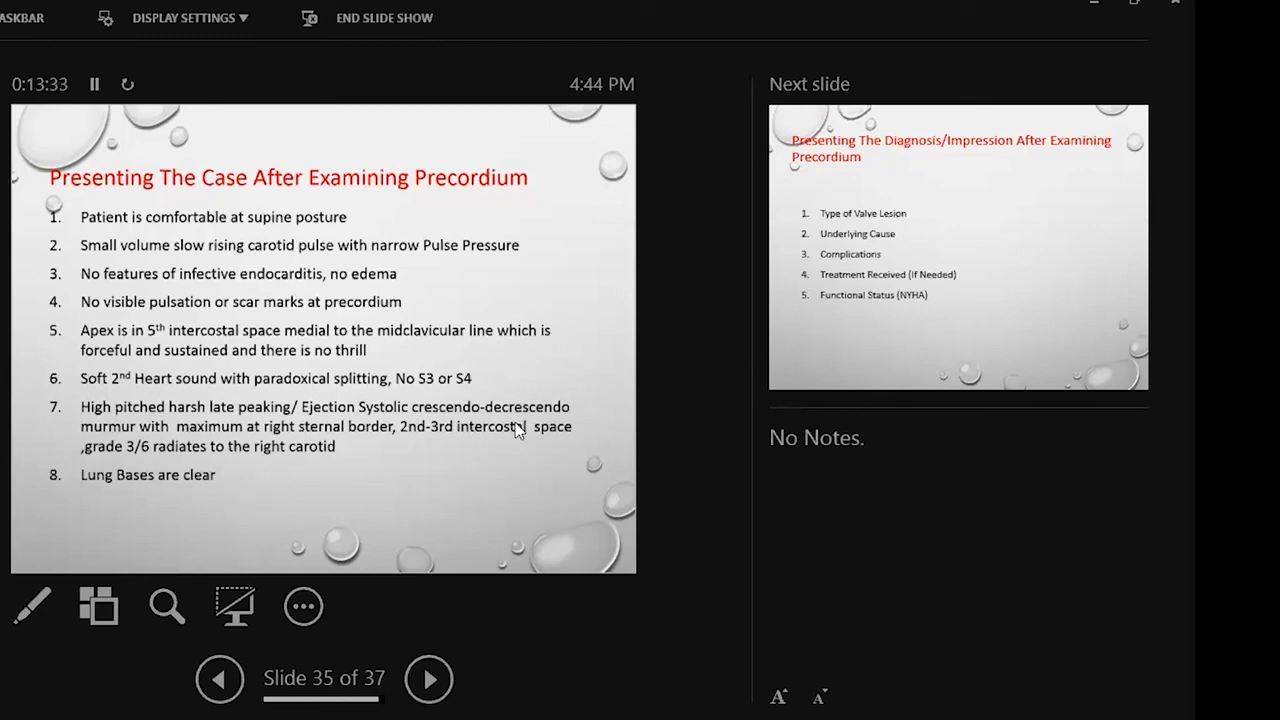 ASKBAR
DISPLAY SETTINGS ▼
END SLIDE SHOW
0:13:33
4:44 PM
Presenting The Case After Examining Precordium
1. Patient is comfortable at supine posture
2. Small volume slow rising carotid pulse with narrow Pulse Pressure
3. No features of infective endocarditis, no edema
4. No visible pulsation or scar marks at precordium
5. Apex is in 5th intercostal space medial to the midclavicular line which is
forceful and sustained and there is no thrill
6. Soft 2nd Heart sound with paradoxical splitting, No S3 or S4
7. High pitched harsh late peaking/ Ejection Systolic crescendo-decrescendo
murmur with maximum at right sternal border, 2nd-3rd intercostal space
,grade 3/6 radiates to the right carotid
8. Lung Bases are clear
Slide 35 of 37
Next slide
Presenting The Diagnosis/Impression After Examining
Precordium
1. Type of Valve Lesion
2. Underlying Cause
3. Complications
4. Treatment Received (If Needed)
5. Functional Status (NYHA)
No Notes.
A A